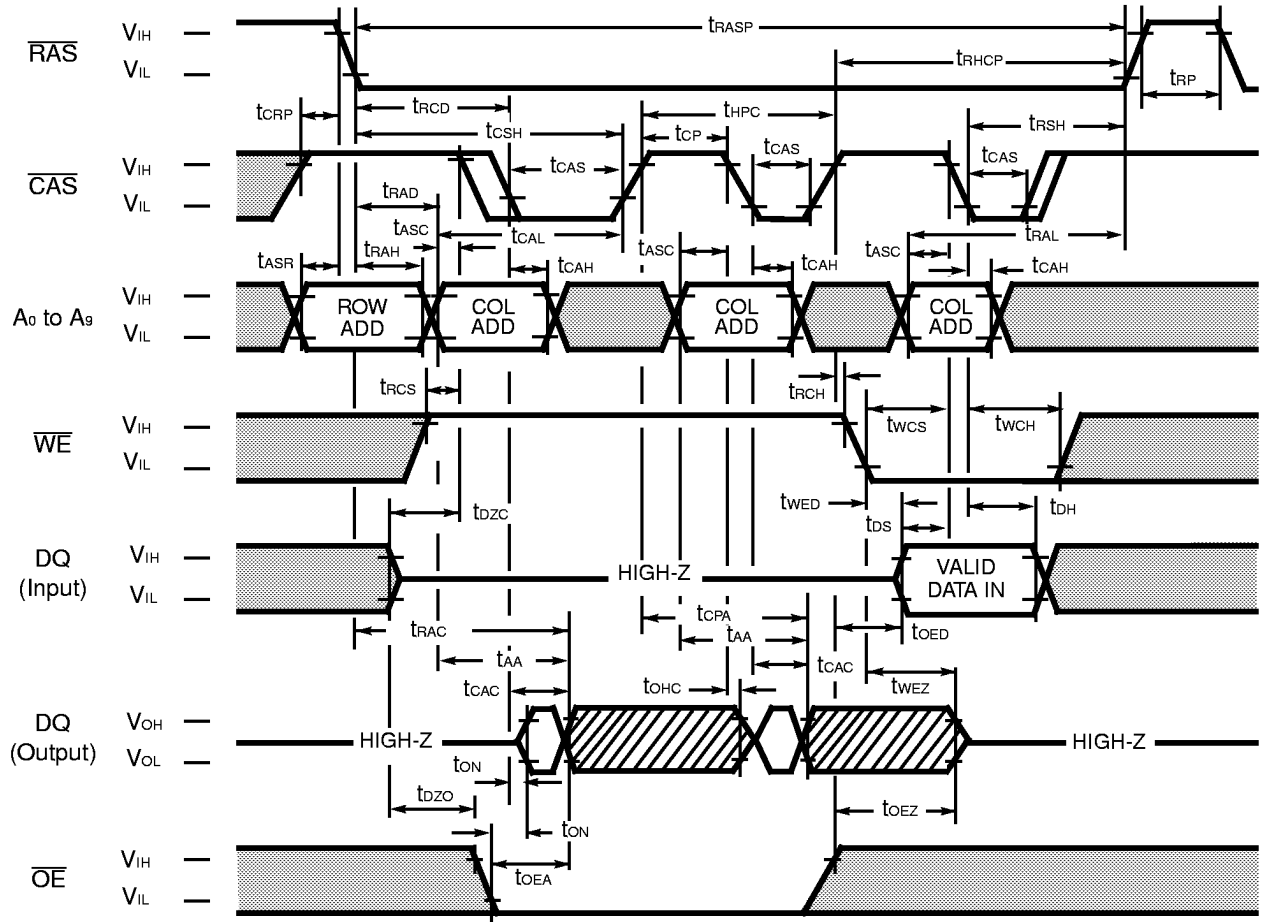 RAS
VIH
VIL
tRASP
tRHCP
tRP
tCRP
tRCD
tCSH
tHPC
tCP
tRSH
CAS
VIH
VIL
tCAS
tCAS
tCAS
tRAD
tASC
tCAL
tRAL
tASR
tRAH
tCAH
tASC
tCAH
tASC
tCAH
A0 to A9
VIH
VIL
ROW ADD
COL ADD
COL ADD
COL ADD
tRCS
tRCH
WE
VIH
VIL
tWCS
tWCH
tDZC
tWED
tDS
tDH
DQ (Input)
VIH
VIL
HIGH-Z
VALID DATA IN
tRAC
tCPA
tOED
tAA
tAA
tCAC
tCAC
tOHC
tWEZ
DQ (Output)
VOH
VOL
HIGH-Z
HIGH-Z
tON
tDZO
tON
tOEZ
tOEA
OE
VIH
VIL